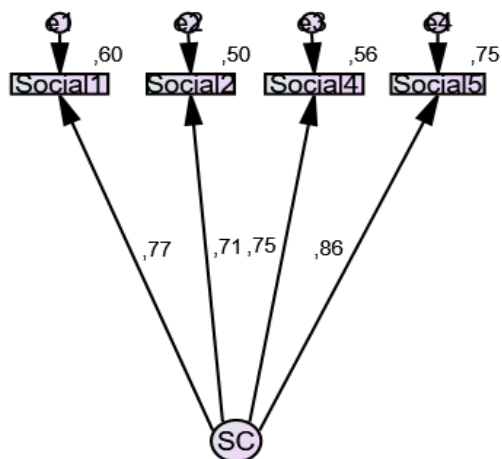 e1 e2 e3 e4
,60 ,50 ,56 ,75
Social1 Social2 Social4 Social5
,77 ,71 ,75 ,86
SC